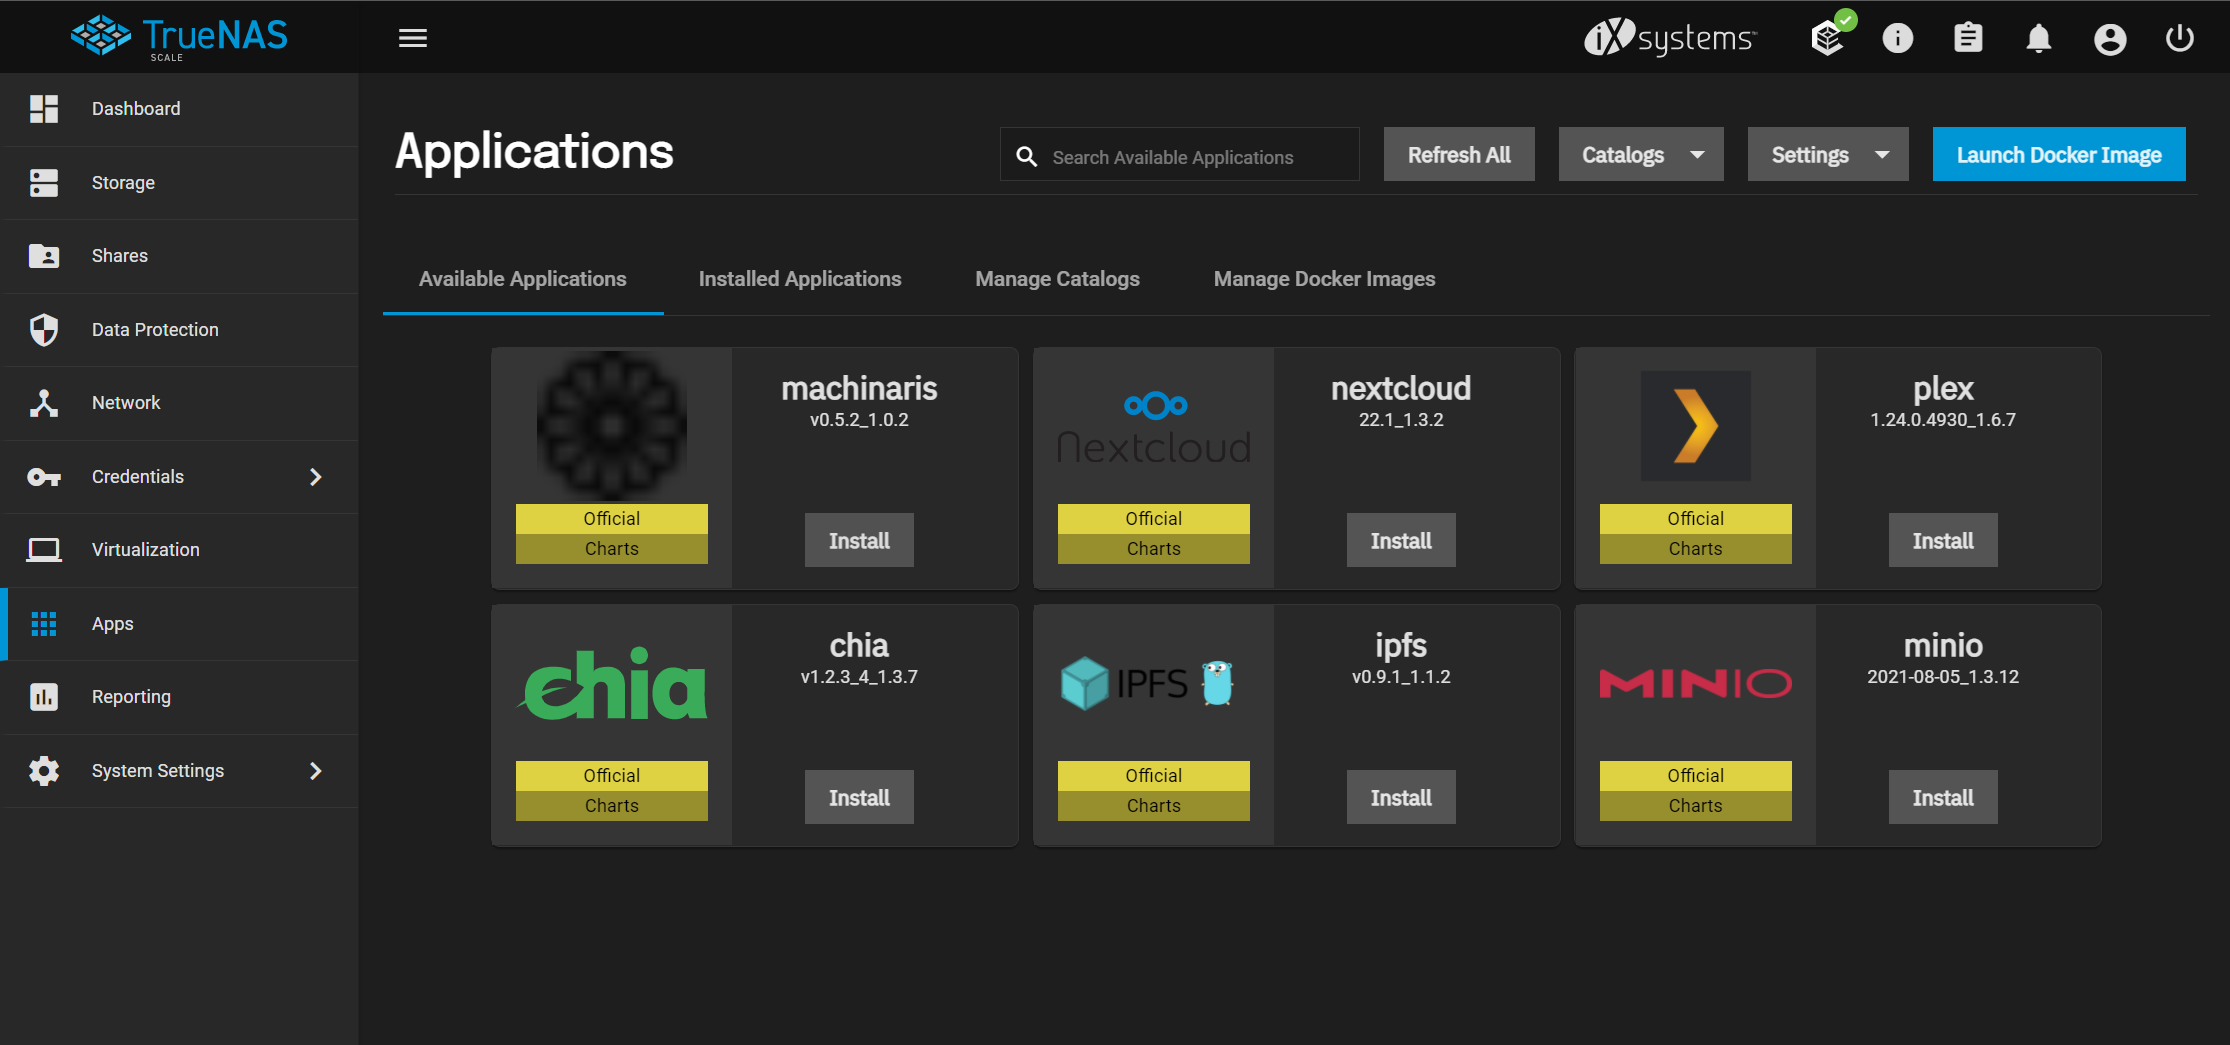 TrueNAS
SCALE
iXsystems
Dashboard
Storage
Shares
Data Protection
Network
Credentials
Virtualization
Apps
Reporting
System Settings
Applications
Search Available Applications
Refresh All
Catalogs
Settings
Launch Docker Image
Available Applications
Installed Applications
Manage Catalogs
Manage Docker Images
machinaris
v0.5.2_1.0.2
Official
Charts
Install
Nextcloud
nextcloud
22.1_1.3.2
Official
Charts
Install
plex
1.24.0.4930_1.6.7
Official
Charts
Install
chia
chia
v1.2.3_4_1.3.7
Official
Charts
Install
IPFS
ipfs
v0.9.1_1.1.2
Official
Charts
Install
MINIO
minio
2021-08-05_1.3.12
Official
Charts
Install